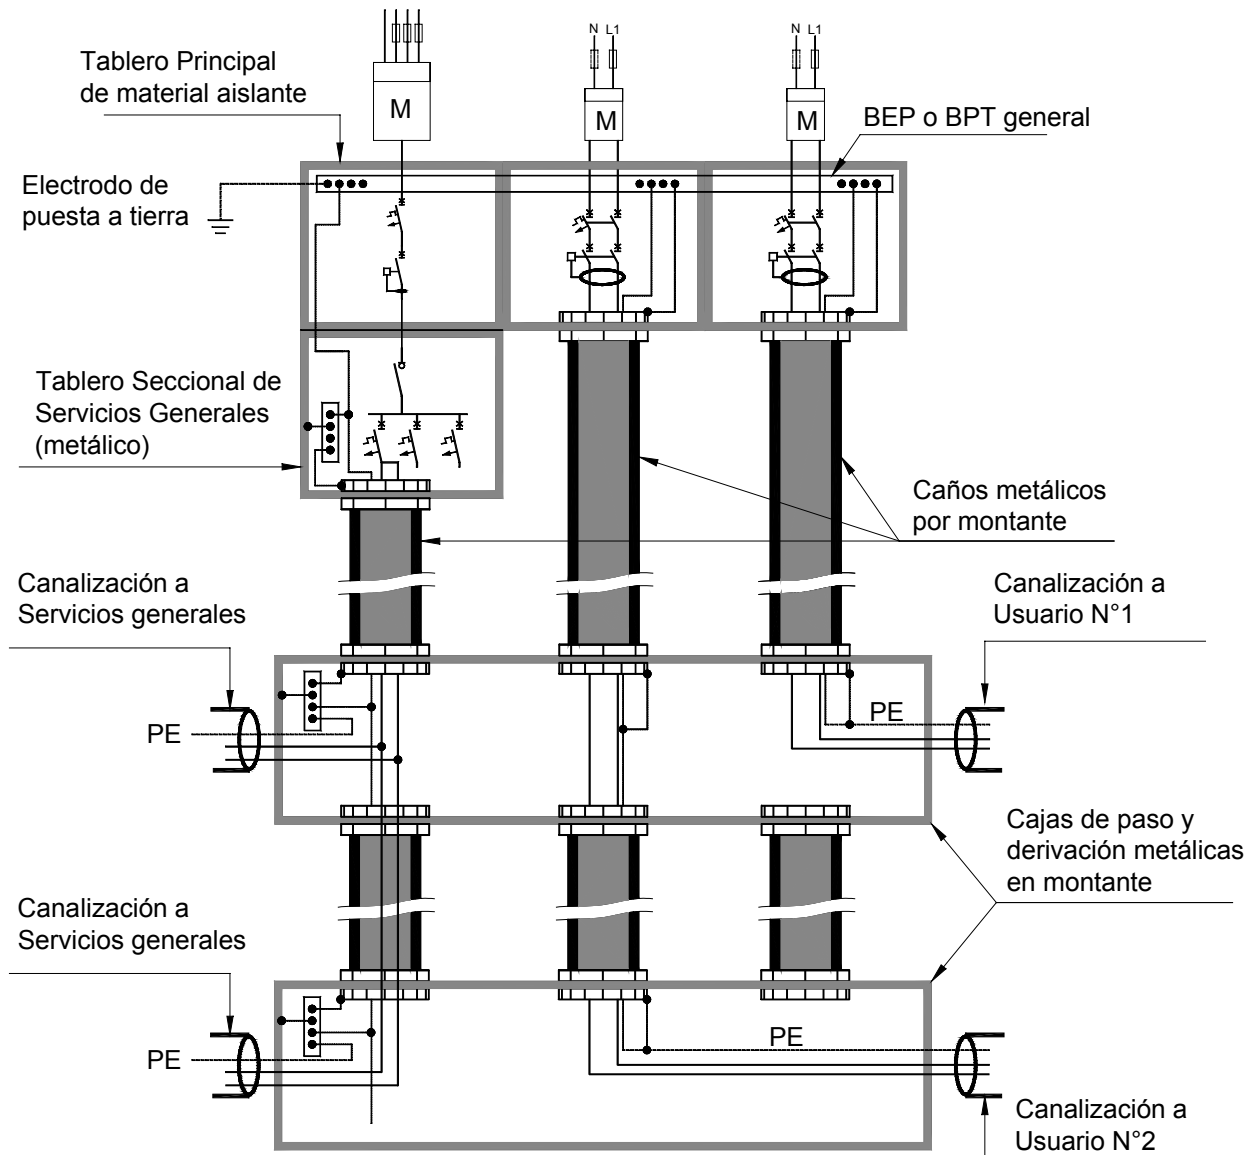 N L1
N L1
Tablero Principal
de material aislante
M
M
M
BEP o BPT general
Electrodo de
puesta a tierra
Tablero Seccional de
Servicios Generales
(metálico)
Caños metálicos
por montante
Canalización a
Servicios generales
Canalización a
Usuario N°1
PE
PE
Cajas de paso y
derivación metálicas
en montante
Canalización a
Servicios generales
PE
PE
Canalización a
Usuario N°2